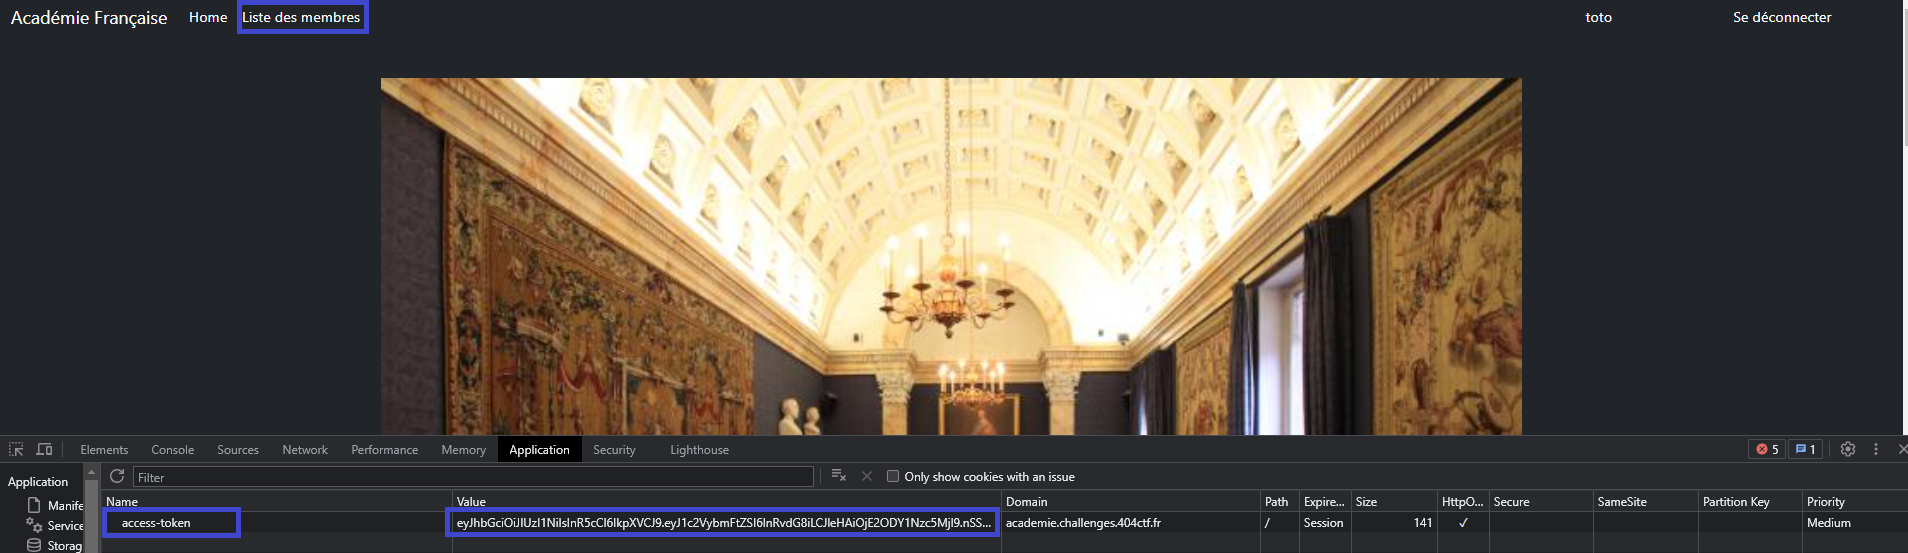 Académie Française Home Liste des membres toto Se déconnecter
Elements Console Sources Network Performance Memory Application Security Lighthouse 5 1
Application Filter Only show cookies with an issue
Manife
Service
Storag
Name Value Domain Path Expire... Size HttpO... Secure SameSite Partition Key Priority
access-token eyJhbGciOiJIUzI1NiIsInR5cCI6IkpXVCJ9.eyJ1c2VybmFtZSI6InRvdG8iLCJleHAiOjE2ODY1Nzc5MjJ9.nSS... academie.challenges.404ctf.fr / Session 141 ✓ Medium